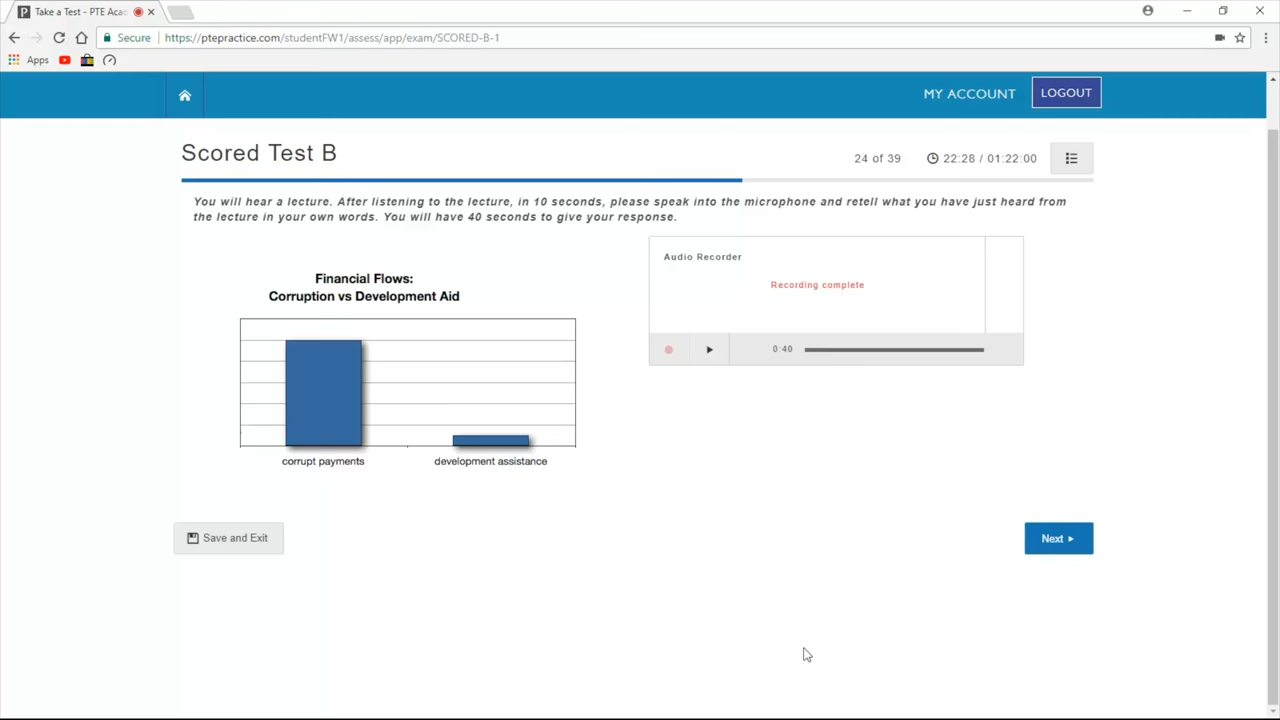 Take a Test - PTE Aca
Secure
https://ptepractice.com/studentFW1/assess/app/exam/SCORED-B-1
Apps
MY ACCOUNT
LOGOUT
Scored Test B
24 of 39
22:28 / 01:22:00
You will hear a lecture. After listening to the lecture, in 10 seconds, please speak into the microphone and retell what you have just heard from
the lecture in your own words. You will have 40 seconds to give your response.
Financial Flows:
Corruption vs Development Aid
corrupt payments
development assistance
Audio Recorder
Recording complete
0:40
Save and Exit
Next